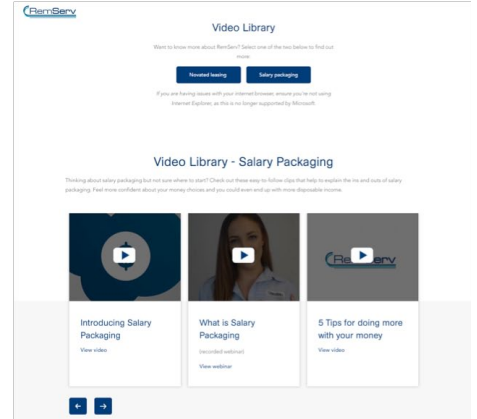 RemServ
Video Library
Want to know more about RemServ? Select one of the two below to find out
more:
Novated leasing
Salary packaging
If you are having issues with your internet browser, ensure you're not using
Internet Explorer, as this is no longer supported by Microsoft.
Video Library - Salary Packaging
Thinking about salary packaging but not sure where to start? Check out these easy-to-follow clips that help to explain the ins and outs of salary
packaging. Feel more confident about your money choices and you could even end up with more disposable income.
RemServ
Introducing Salary
Packaging
View video
What is Salary
Packaging
(recorded webinar)
View webinar
5 Tips for doing more
with your money
View video